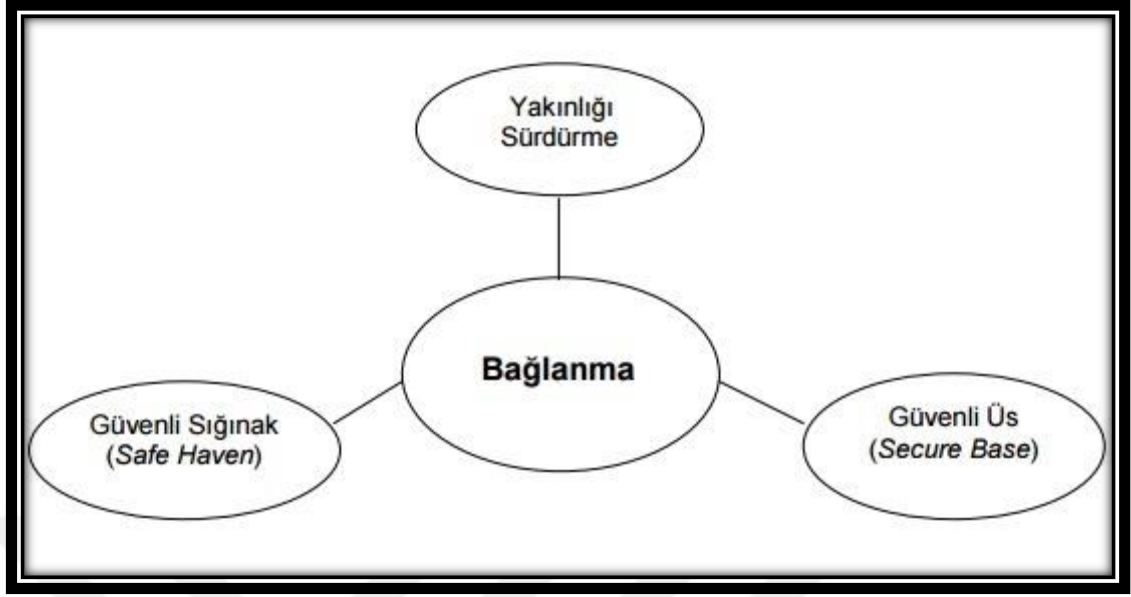 Yakınlığı
Sürdürme
Bağlanma
Güvenli Sığınak
(Safe Haven)
Güvenli Üs
(Secure Base)